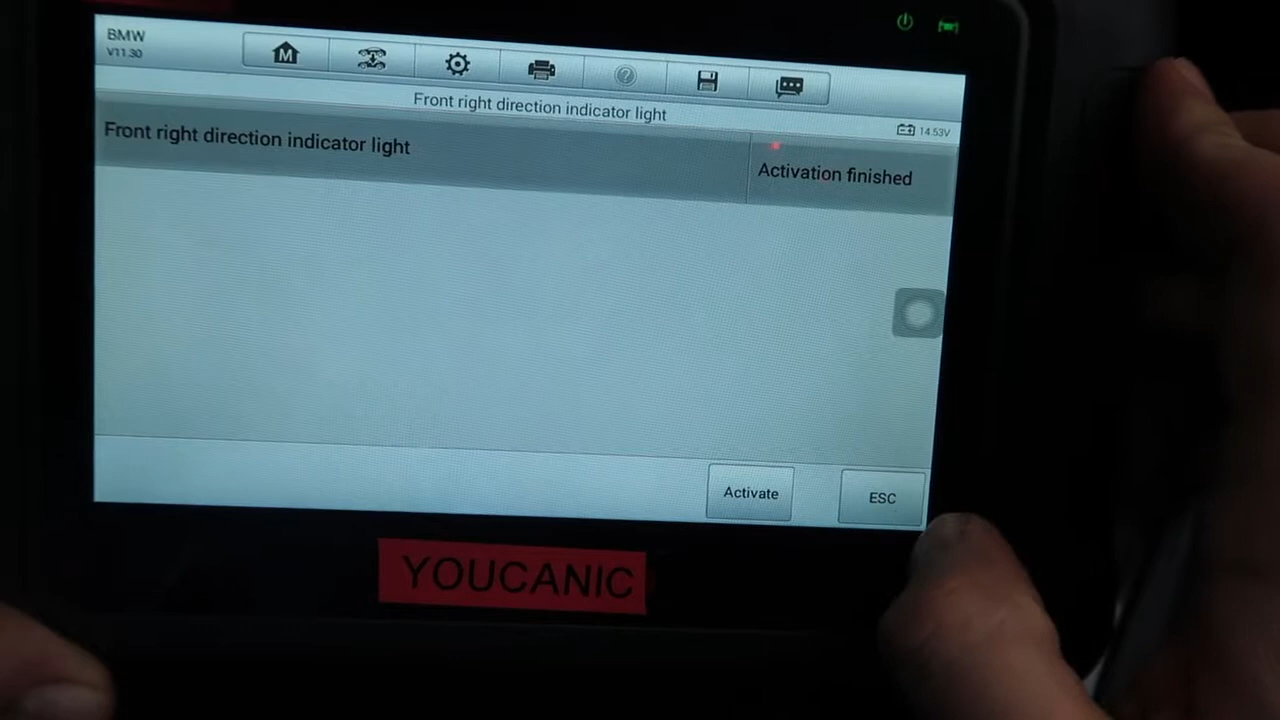 BMW
V11.30
M
Front right direction indicator light
14.53V
Front right direction indicator light
Activation finished
Activate
ESC
YOUCANIC